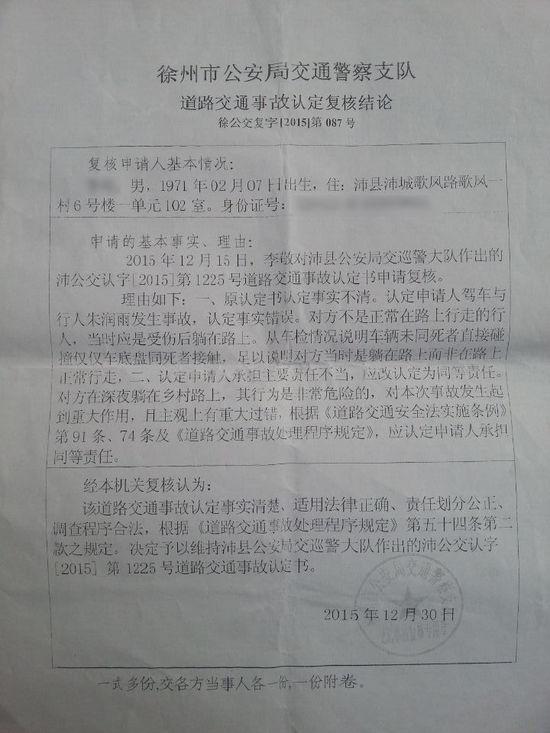 徐州市公安局交通警察支队
道路交通事故认定复核结论
徐公交复字[2015]第 087 号
复核申请人基本情况：
男，1971 年 02 月 07 日出生，住：沛县沛城歌风路歌风一
村 6 号楼一单元 102 室。身份证号：
申请的基本事实、理由：
2015 年 12 月 15 日，李敬对沛县公安局交巡警大队作出的
沛公交认字[2015]第 1225 号道路交通事故认定书申请复核。
理由如下：一、原认定书认定事实不清。认定申请人驾车与
行人朱润雨发生事故，认定事实错误。对方不是正常在路上行走的行
人，当时应是受伤后躺在路上。从车检情况说明车辆未同死者直接碰
撞仅仅车底盘同死者接触，足以说明对方当时是躺在路上而非在路上
正常行走，二、认定申请人承担主要责任不当，应改认定为同等责任。
对方在深夜躺在乡村路上，其行为是非常危险的，对本次事故发生起
到重大作用，且主观上有重大过错，根据《道路交通安全法实施条例》
第 91 条、74 条及《道路交通事故处理程序规定》，应认定申请人承担
同等责任。
经本机关复核认为：
该道路交通事故认定事实清楚、适用法律正确、责任划分公正、
调查程序合法，根据《道路交通事故处理程序规定》第五十四条第二
款之规定。决定予以维持沛县公安局交巡警大队作出的沛公交认字
[2015] 第 1225 号道路交通事故认定书。
2015 年 12 月 30 日
一式多份，交各方当事人各一份，一份附卷。